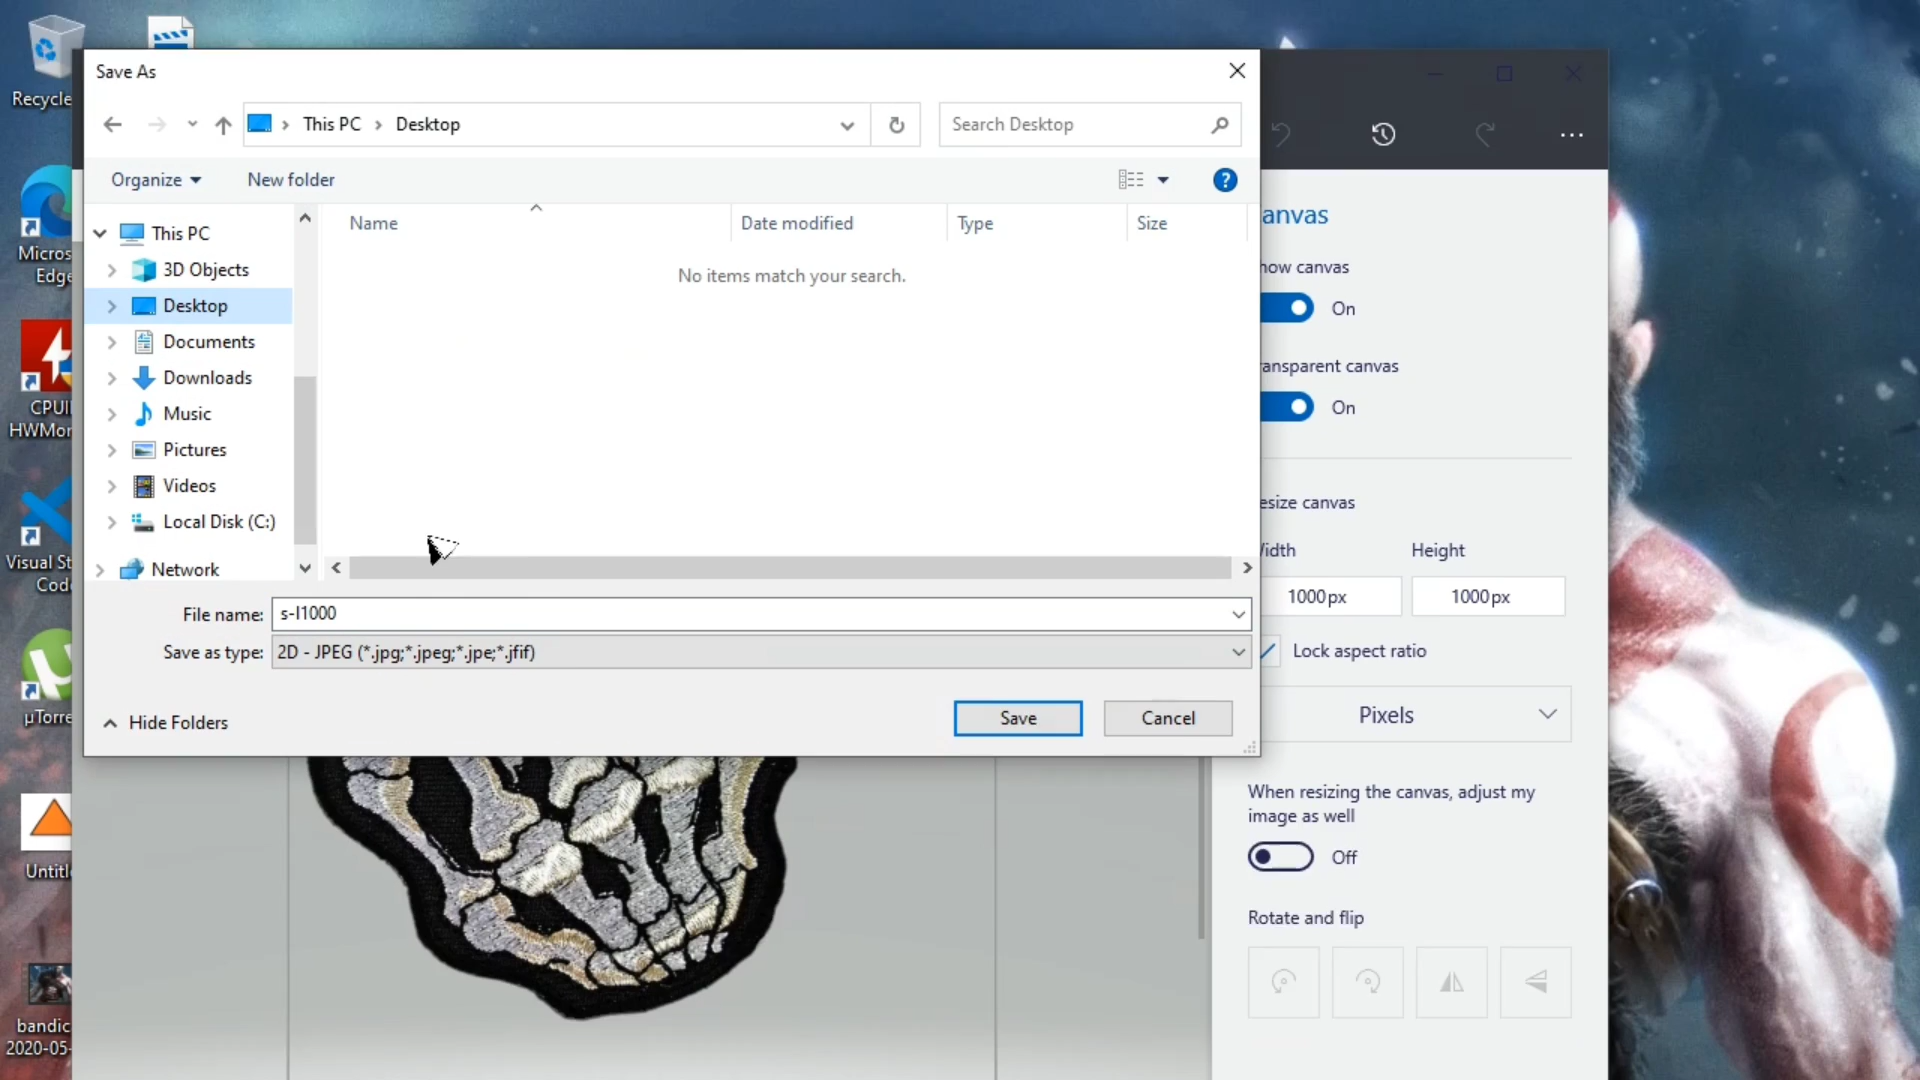 Save As
This PC
Desktop
Search Desktop
Organize
New folder
?
Name
Date modified
Type
Size
No items match your search.
This PC
3D Objects
Desktop
Documents
Downloads
Music
Pictures
Videos
Local Disk (C:)
Network
File name:
s-l1000
Save as type:
2D - JPEG (*.jpg;*.jpeg;*.jpe;*.jfif)
Hide Folders
Save
Cancel
anvas
how canvas
On
ransparent canvas
On
esize canvas
idth
Height
1000px
1000px
Lock aspect ratio
Pixels
When resizing the canvas, adjust my
image as well
Off
Rotate and flip
Recycle
Micros
Edge
CPUI
HWMon
Visual St
Code
µTorre
Untitl
bandic
2020-05-